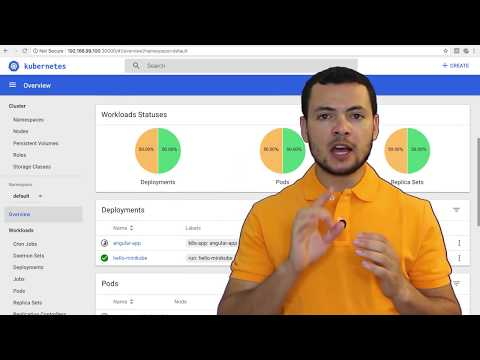 Not Secure 192.168.99.100:30000/#!/overview?namespace=default
kubernetes
Search
+ CREATE
Overview
Cluster
Namespaces
Nodes
Persistent Volumes
Roles
Storage Classes
Namespace
default
Overview
Workloads
Cron Jobs
Daemon Sets
Deployments
Jobs
Pods
Replica Sets
Replication Controllers
Workloads Statuses
50.00% 50.00%
50.00% 50.00%
50.00% 50.00%
Deployments
Pods
Replica Sets
Deployments
Name
Labels
angular-app
k8s-app: angular-app
hello-minikube
run: hello-minikube
Pods
Name
Node